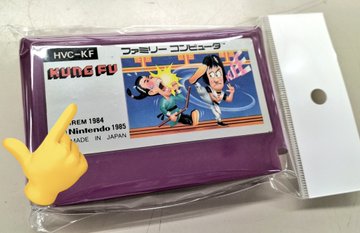 HVC-KF
ファミリー コンピュータ
KUNG FU
IREM 1984
Nintendo 1985
MADE IN JAPAN